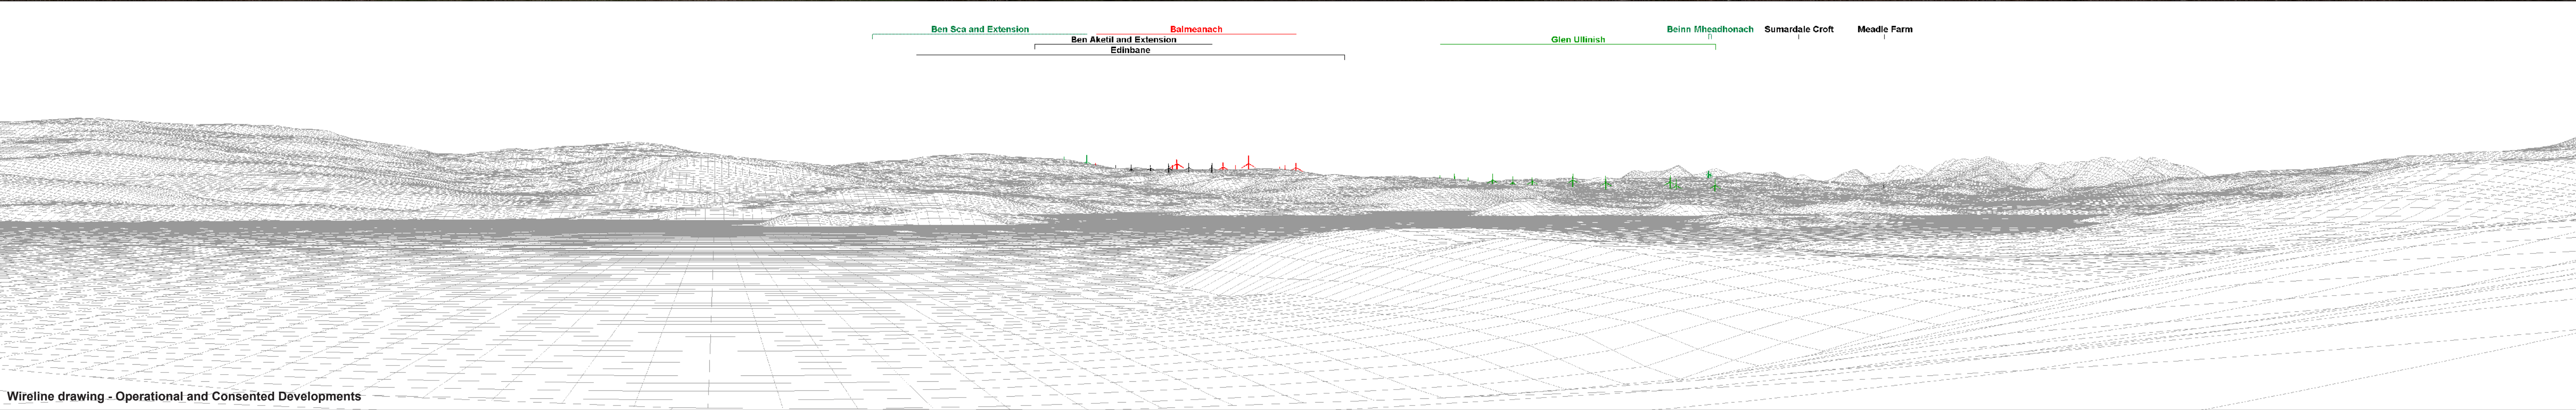 Ben Sca and Extension
Balmeanach
Beinn Mheadhonach
Sumardale Croft
Meadle Farm
Ben Aketil and Extension
Glen Ullinish
Edinbane
Wireline drawing - Operational and Consented Developments